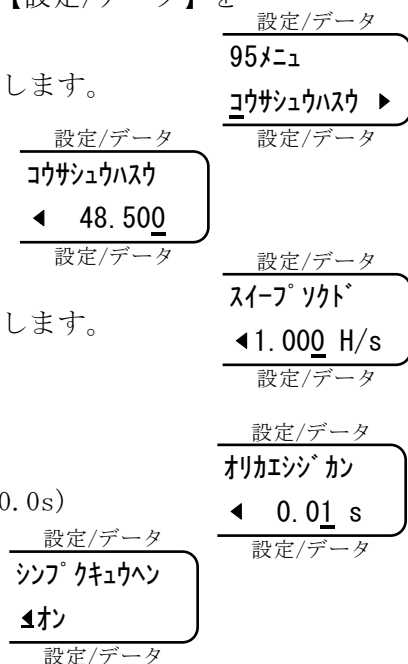 【設定/データ】を
設定/データ
95ﾒﾆｭ
ｺｳｻｼｭｳﾊｽｳ ▶
設定/データ
します。
設定/データ
ｺｳｻｼｭｳﾊｽｳ
◀ 48.500
設定/データ
設定/データ
ｽｲｰﾌﾟｿｸﾄﾞ
◀1.000 H/s
設定/データ
します。
設定/データ
ｵﾘｶｴｼｼﾞｶﾝ
◀ 0.01 s
設定/データ
0.0s)
設定/データ
ｼﾝﾌﾟｸｷｭｳﾍﾝ
◀ｵﾝ
設定/データ